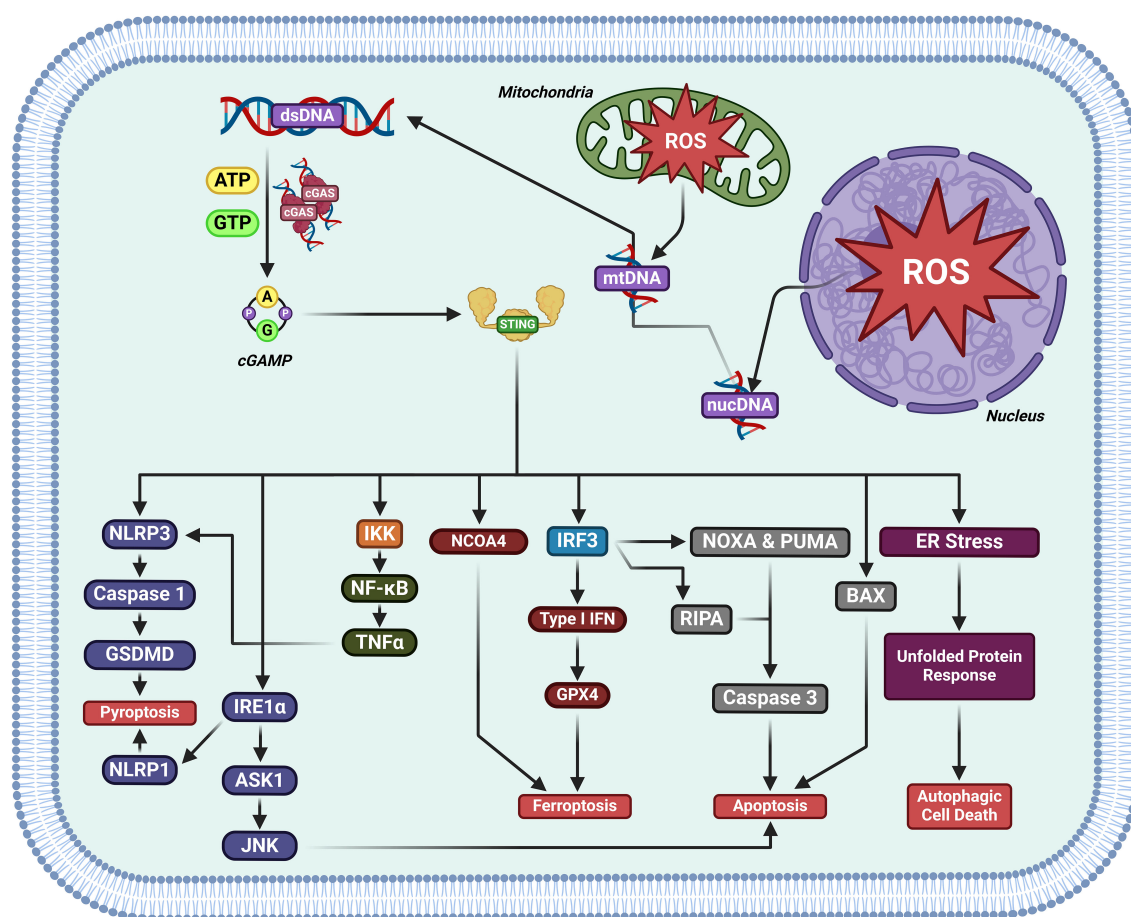 Mitochondria
dsDNA
ROS
ATP
cGAS
cGAS
GTP
ROS
mtDNA
A
P
P
G
STING
cGAMP
nucDNA
Nucleus
NLRP3
IKK
NCOA4
IRF3
NOXA & PUMA
ER Stress
Caspase 1
NF-κB
BAX
Type I IFN
RIPA
GSDMD
TNFα
Unfolded Protein
Response
GPX4
Caspase 3
Pyroptosis
IRE1α
NLRP1
ASK1
Ferroptosis
Apoptosis
Autophagic
Cell Death
JNK